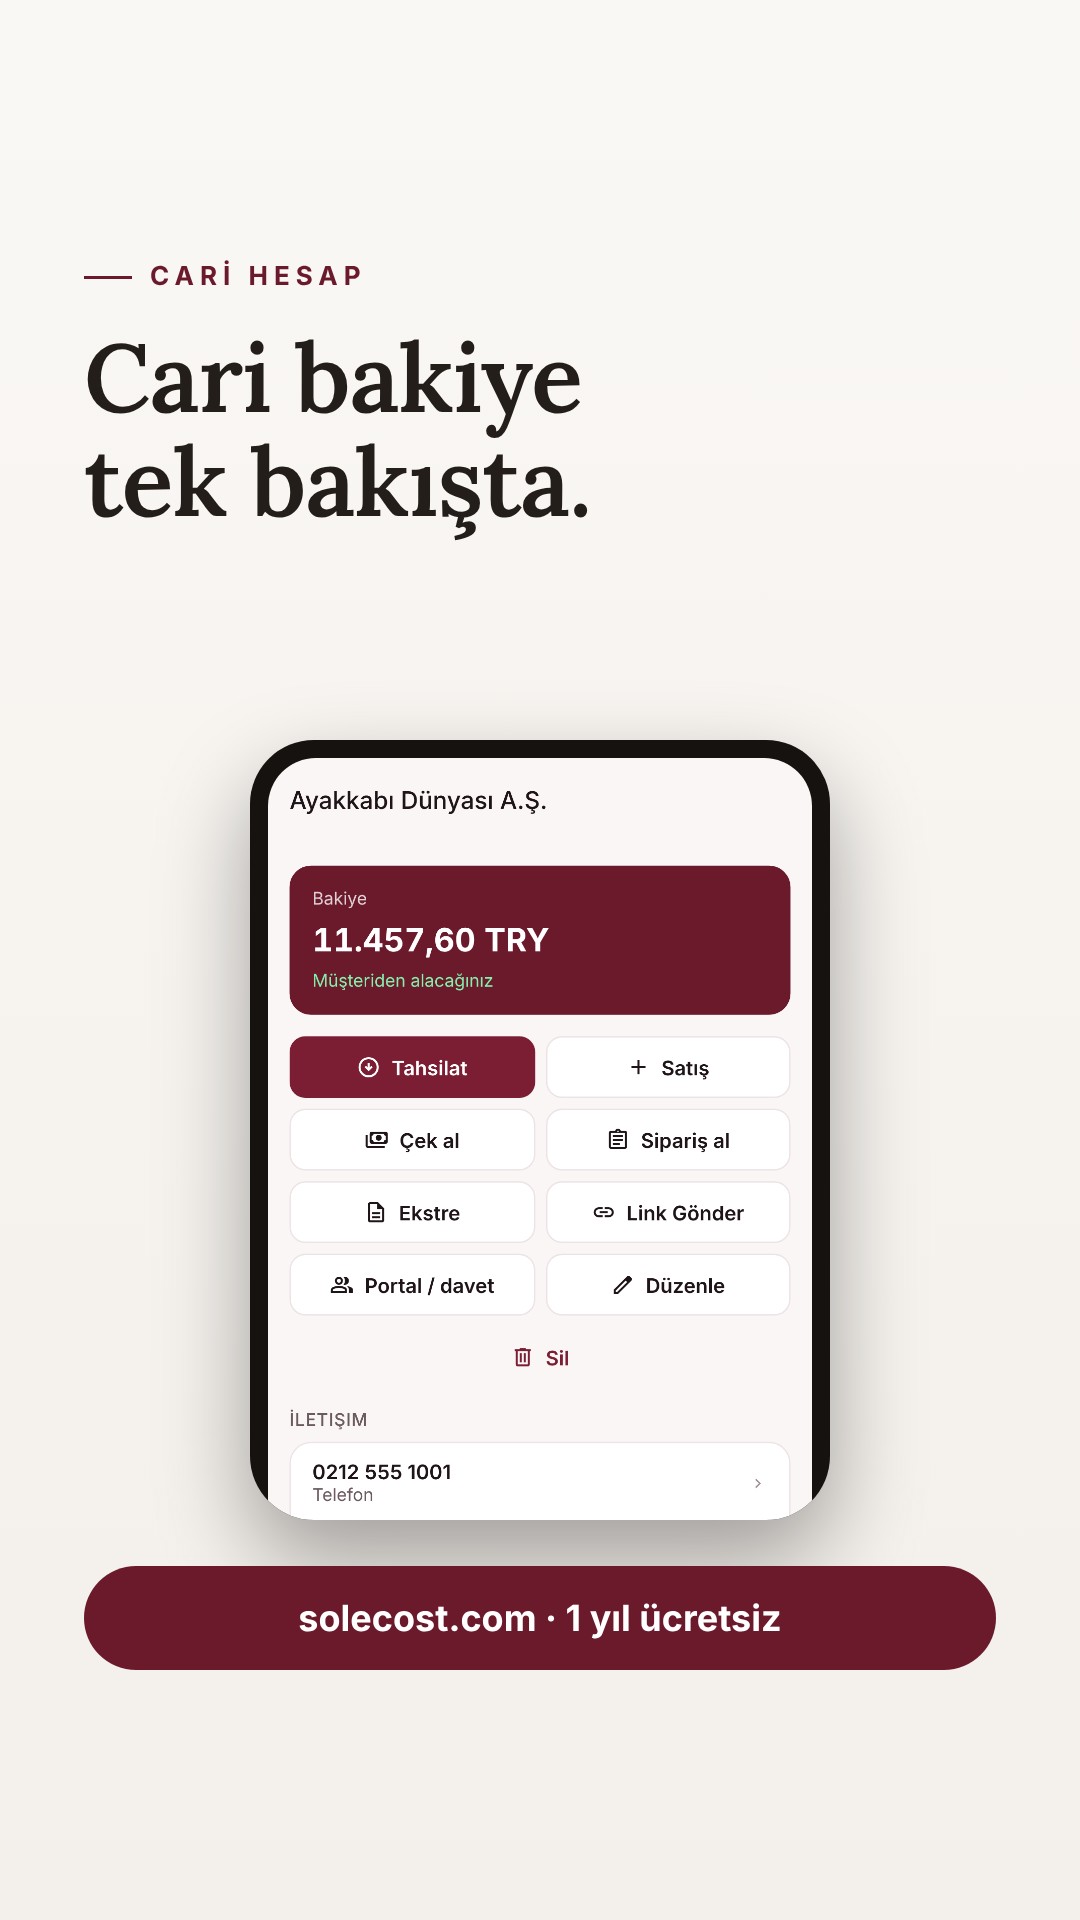 CARİ HESAP
Cari bakiye
tek bakışta.
Ayakkabı Dünyası A.Ş.
Bakiye
11.457,60 TRY
Müşteriden alacağınız
Tahsilat
Satış
Çek al
Sipariş al
Ekstre
Link Gönder
Portal / davet
Düzenle
Sil
İLETIŞIM
0212 555 1001
Telefon
solecost.com · 1 yıl ücretsiz